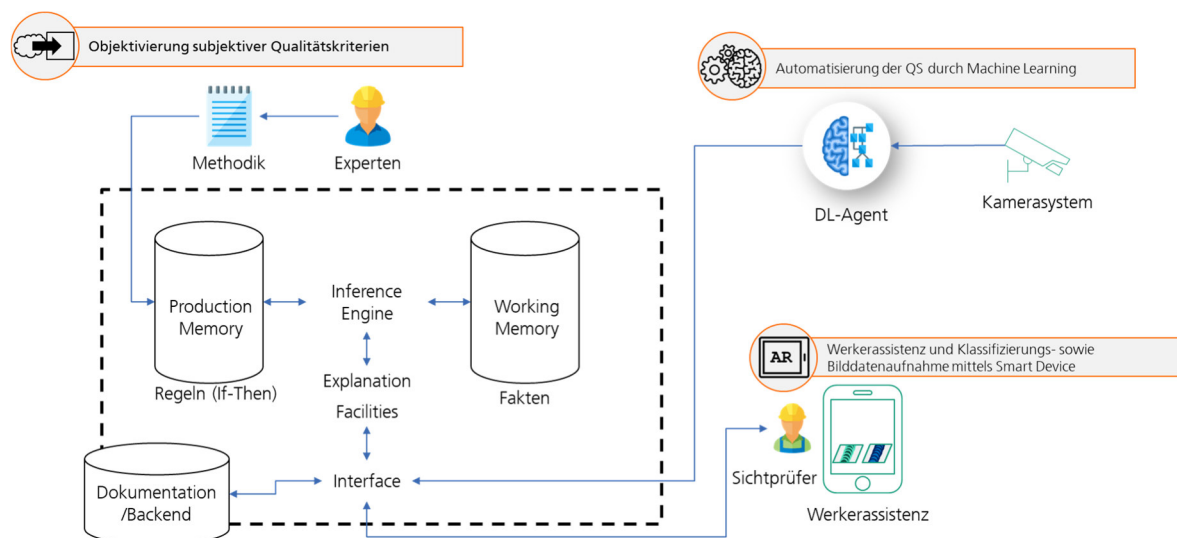 Objektivierung subjektiver Qualitätskriterien
Automatisierung der QS durch Machine Learning
Methodik
Experten
DL-Agent
Kamerasystem
Production
Memory
Regeln (If-Then)
Inference
Engine
Working
Memory
Fakten
Explanation
Facilities
AR
Werkerassistenz und Klassifizierungs- sowie
Bilddatenaufnahme mittels Smart Device
Dokumentation
/Backend
Interface
Sichtprüfer
Werkerassistenz